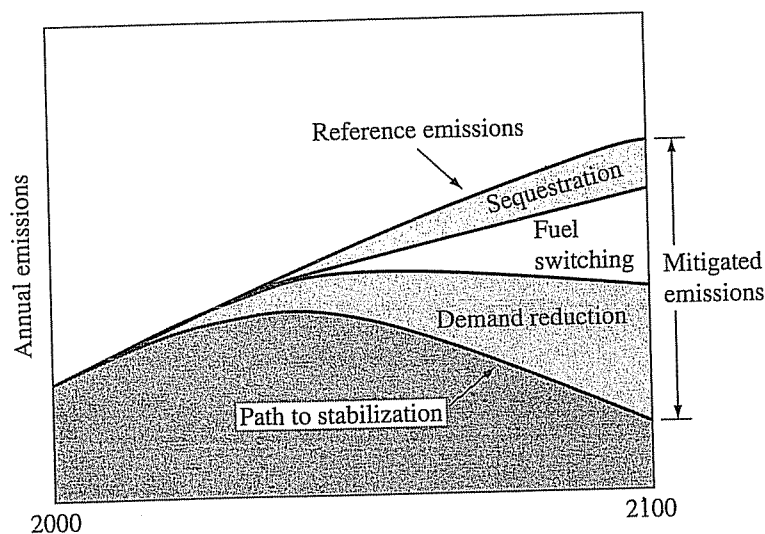 Reference emissions
Sequestration
Fuel
switching
Mitigated
emissions
Demand reduction
Path to stabilization
Annual emissions
2000
2100